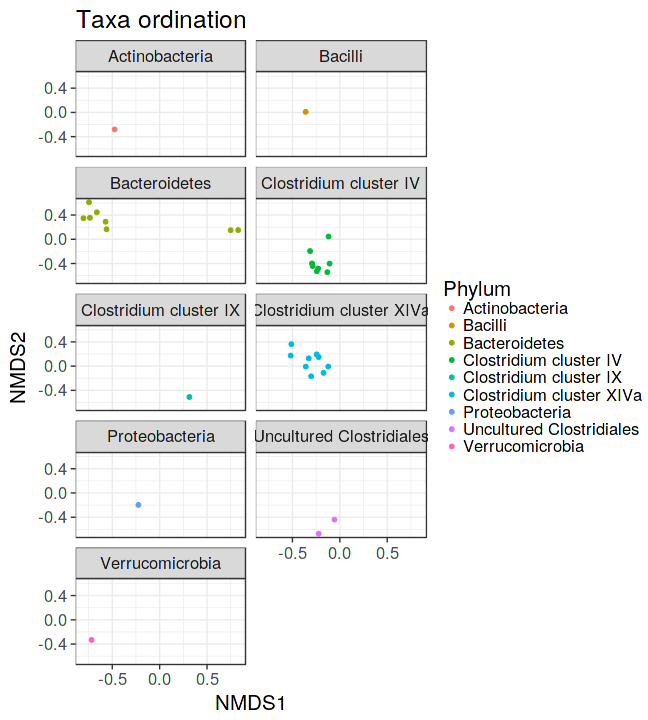 Taxa ordination
Actinobacteria
Bacilli
0.4
0.0
-0.4
Bacteroidetes
Clostridium cluster IV
0.4
0.0
-0.4
Clostridium cluster IX
Clostridium cluster XIVa
0.4
0.0
-0.4
Proteobacteria
Uncultured Clostridiales
0.4
0.0
-0.4
-0.5 0.0 0.5
Verrucomicrobia
0.4
0.0
-0.4
-0.5 0.0 0.5
NMDS1
NMDS2
Phylum
Actinobacteria
Bacilli
Bacteroidetes
Clostridium cluster IV
Clostridium cluster IX
Clostridium cluster XIVa
Proteobacteria
Uncultured Clostridiales
Verrucomicrobia